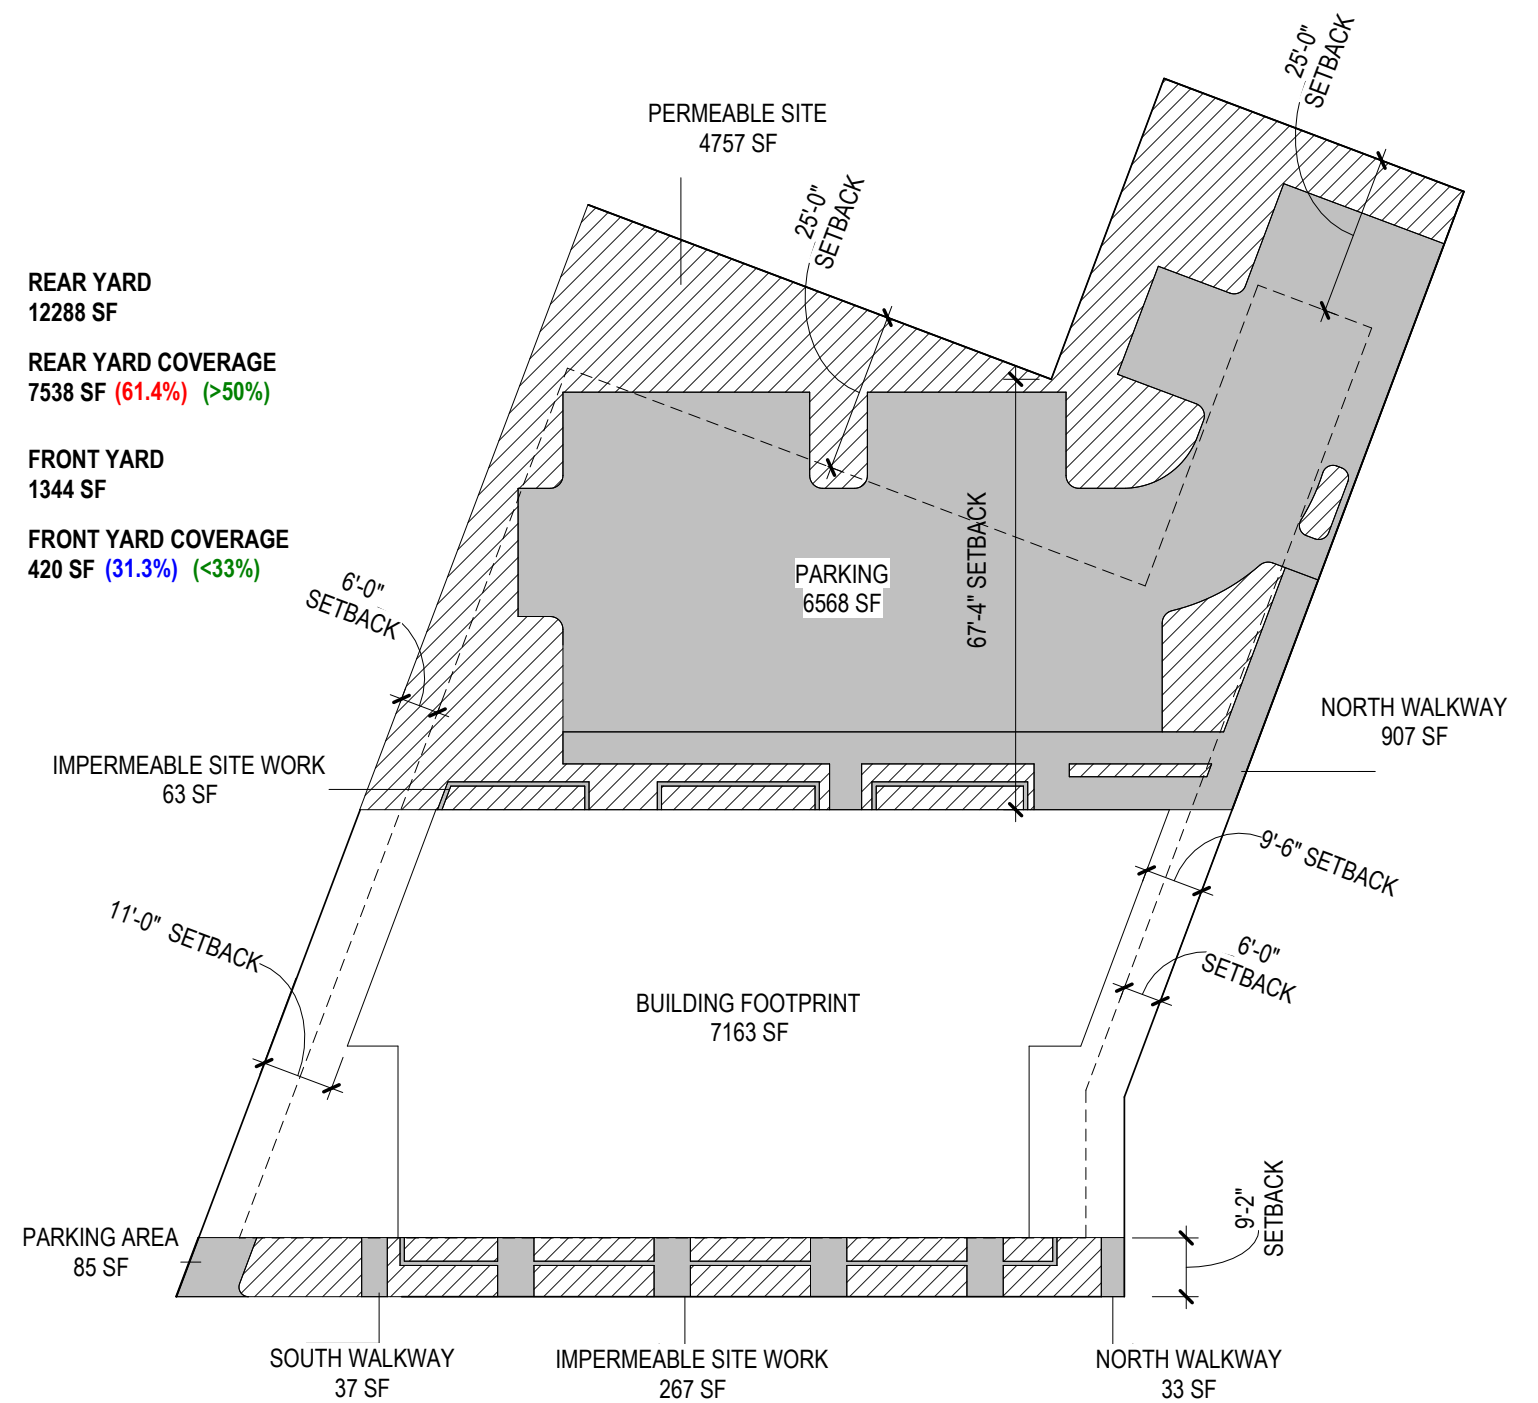 25'-0"
SETBACK
PERMEABLE SITE
4757 SF
25'-0"
SETBACK
REAR YARD
12288 SF
REAR YARD COVERAGE
7538 SF (61.4%) (>50%)
FRONT YARD
1344 SF
FRONT YARD COVERAGE
420 SF (31.3%) (<33%)
6'-0"
SETBACK
PARKING
6568 SF
67'-4" SETBACK
NORTH WALKWAY
907 SF
IMPERMEABLE SITE WORK
63 SF
9'-6" SETBACK
11'-0" SETBACK
6'-0"
SETBACK
BUILDING FOOTPRINT
7163 SF
9'-2"
SETBACK
PARKING AREA
85 SF
SOUTH WALKWAY
37 SF
IMPERMEABLE SITE WORK
267 SF
NORTH WALKWAY
33 SF